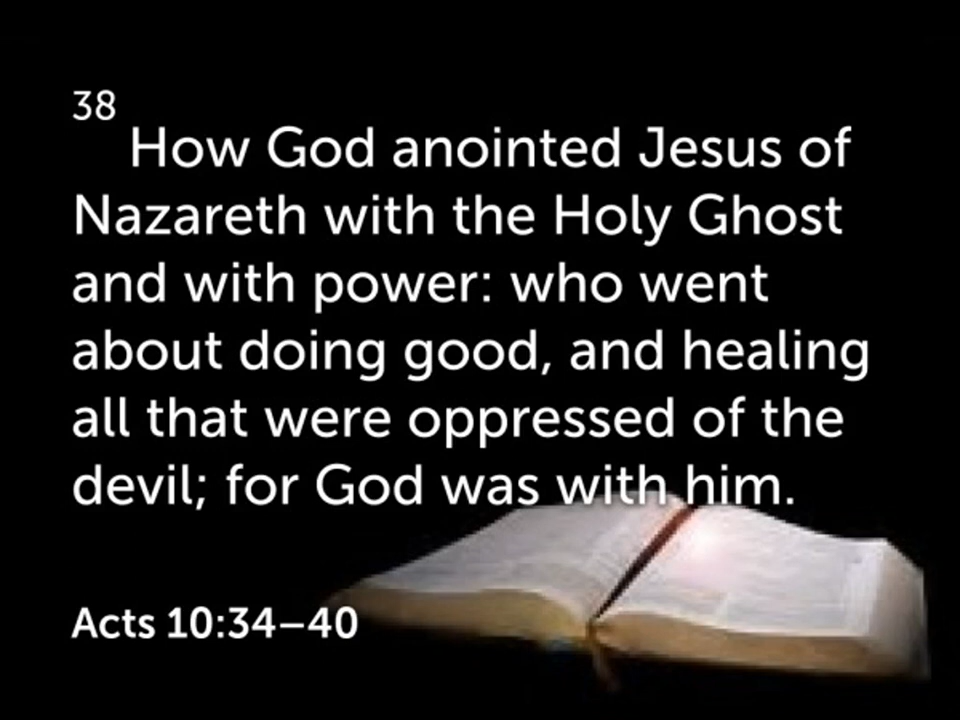 38
How God anointed Jesus of
Nazareth with the Holy Ghost
and with power: who went
about doing good, and healing
all that were oppressed of the
devil; for God was with him.
Acts 10:34–40